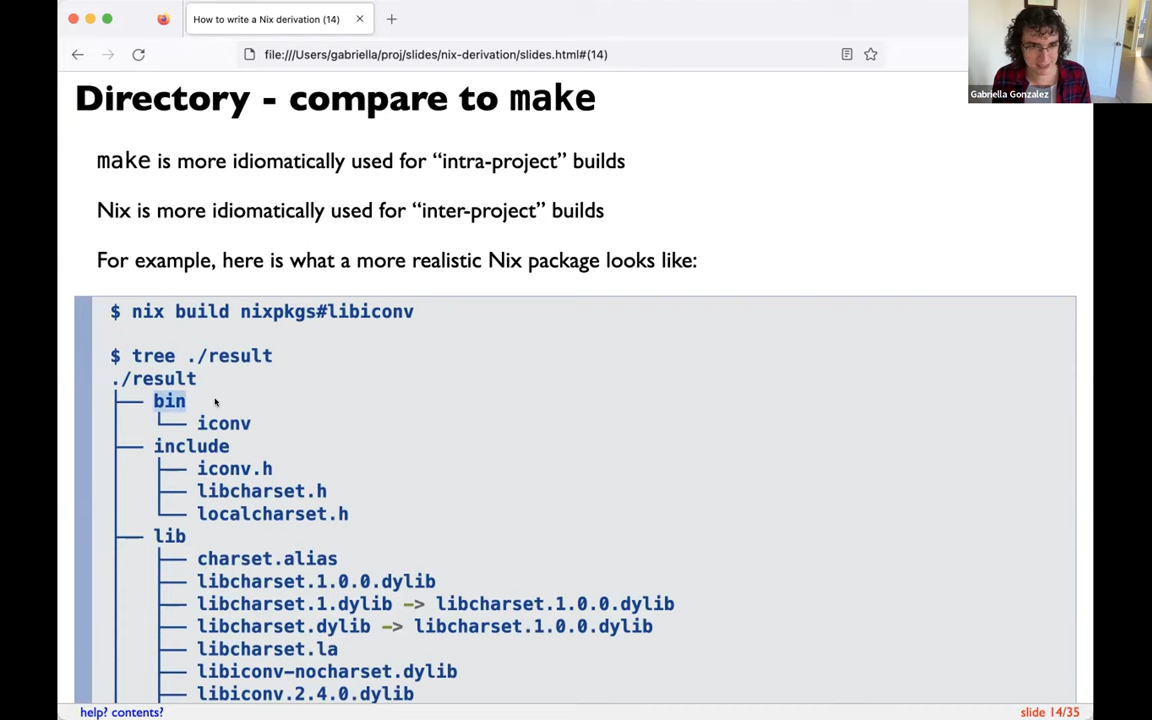 How to write a Nix derivation (14)
file:///Users/gabriella/proj/slides/nix-derivation/slides.html#(14)
Gabriella Gonzalez
Directory - compare to make
make is more idiomatically used for “intra-project” builds
Nix is more idiomatically used for “inter-project” builds
For example, here is what a more realistic Nix package looks like:
$ nix build nixpkgs#libiconv
$ tree ./result
./result
├── bin
│   └── iconv
├── include
│   ├── iconv.h
│   ├── libcharset.h
│   └── localcharset.h
├── lib
│   ├── charset.alias
│   ├── libcharset.1.0.0.dylib
│   ├── libcharset.1.dylib -> libcharset.1.0.0.dylib
│   ├── libcharset.dylib -> libcharset.1.0.0.dylib
│   ├── libcharset.la
│   ├── libiconv-nocharset.dylib
│   ├── libiconv.2.4.0.dylib
help? contents?
slide 14/35